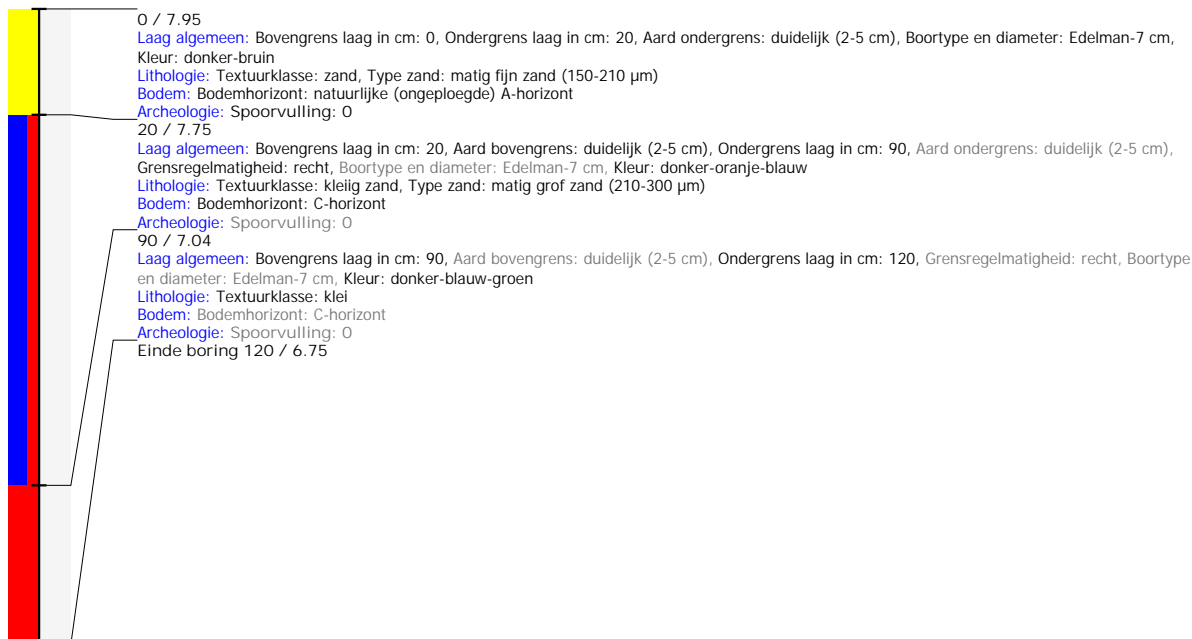 0 / 7.95
Laag algemeen: Bovengrens laag in cm: 0, Ondergrens laag in cm: 20, Aard ondergrens: duidelijk (2-5 cm), Boortype en diameter: Edelman-7 cm,
Kleur: donker-bruin
Lithologie: Textuurklasse: zand, Type zand: matig fijn zand (150-210 µm)
Bodem: Bodemhorizont: natuurlijke (ongeploegde) A-horizont
Archeologie: Spoorvulling: 0
20 / 7.75
Laag algemeen: Bovengrens laag in cm: 20, Aard bovengrens: duidelijk (2-5 cm), Ondergrens laag in cm: 90, Aard ondergrens: duidelijk (2-5 cm),
Grensregelmatigheid: recht, Boortype en diameter: Edelman-7 cm, Kleur: donker-oranje-blauw
Lithologie: Textuurklasse: kleiig zand, Type zand: matig grof zand (210-300 µm)
Bodem: Bodemhorizont: C-horizont
Archeologie: Spoorvulling: 0
90 / 7.04
Laag algemeen: Bovengrens laag in cm: 90, Aard bovengrens: duidelijk (2-5 cm), Ondergrens laag in cm: 120, Grensregelmatigheid: recht, Boortype
en diameter: Edelman-7 cm, Kleur: donker-blauw-groen
Lithologie: Textuurklasse: klei
Bodem: Bodemhorizont: C-horizont
Archeologie: Spoorvulling: 0
Einde boring 120 / 6.75